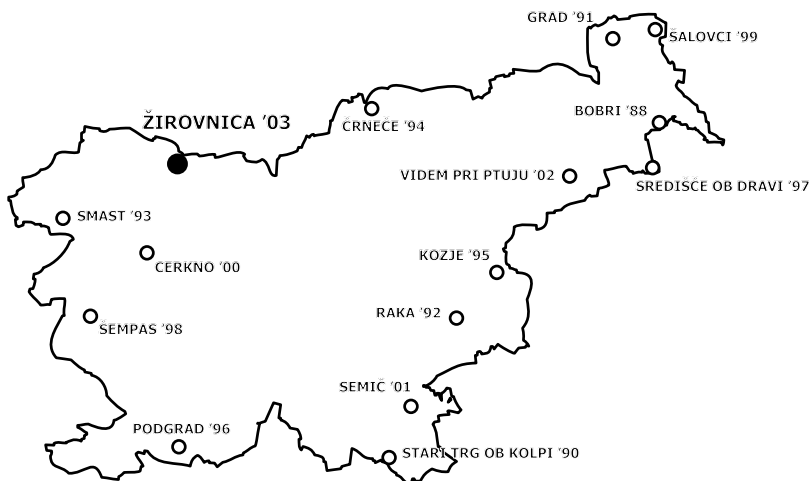 GRAD '91
ŠALOVCI '99
BOBRI '88
ŽIROVNICA '03
ČRNEČE '94
VIDEM PRI PTUJU '02
SREDIŠČE OB DRAVI '97
SMAST '93
KOZJE '95
CERKNO '00
RAKA '92
ŠEMPAS '98
SEMIČ '01
PODGRAD '96
STARI TRG OB KOLPI '90